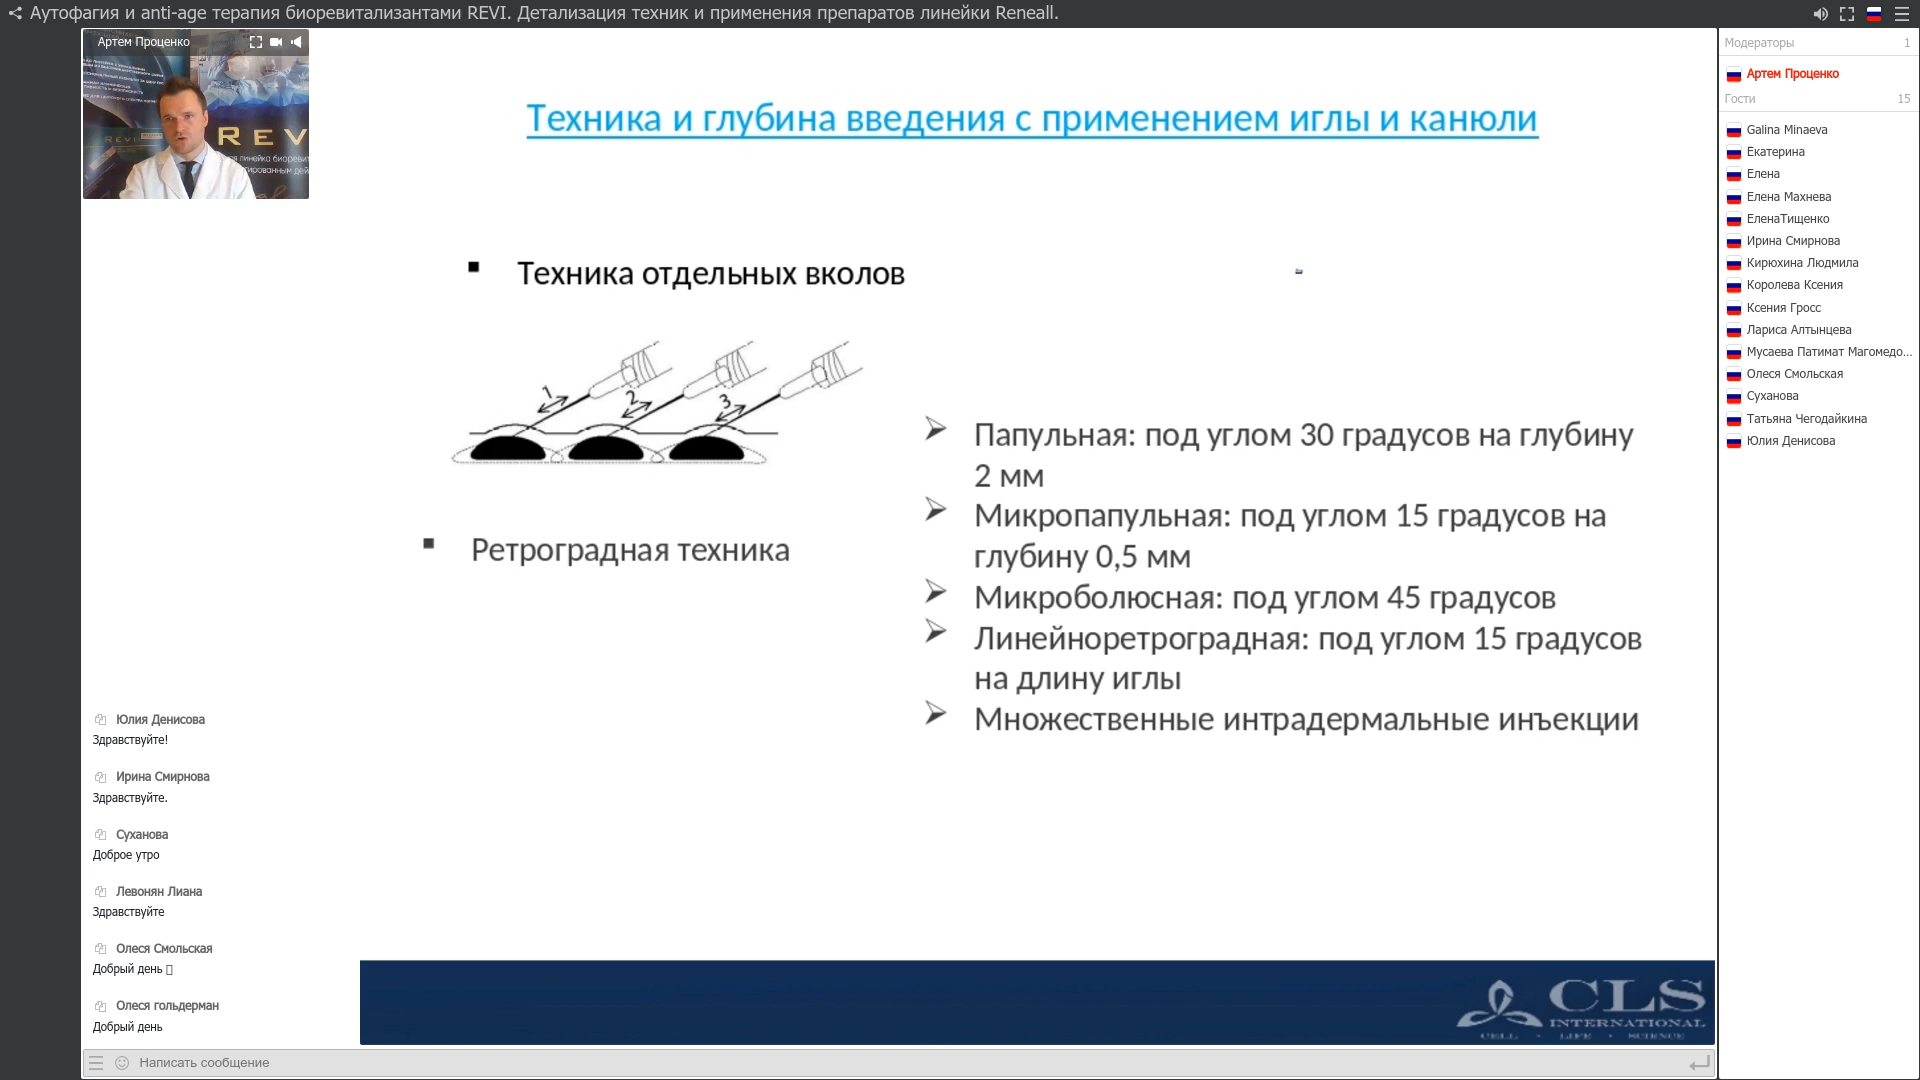 Аутофагия и anti-age терапия биоревитализантами REVI. Детализация техник и применения препаратов линейки Reneall.
Артем Проценко
REV
Техника и глубина введения с применением иглы и канюли
Техника отдельных вколов
1
2
3
Ретроградная техника
Папульная: под углом 30 градусов на глубину
2 мм
Микропапульная: под углом 15 градусов на
глубину 0,5 мм
Микроболюсная: под углом 45 градусов
Линейноретроградная: под углом 15 градусов
на длину иглы
Множественные интрадермальные инъекции
CLS
INTERNATIONAL
CELL · LIFE · SCIENCE
Юлия Денисова
Здравствуйте!
Ирина Смирнова
Здравствуйте.
Суханова
Доброе утро
Левонян Лиана
Здравствуйте
Олеся Смольская
Добрый день
Олеся гольдерман
Добрый день
Написать сообщение
Модераторы 1
Артем Проценко
Гости 15
Galina Minaeva
Екатерина
Елена
Елена Махнева
ЕленаТищенко
Ирина Смирнова
Кирюхина Людмила
Королева Ксения
Ксения Гросс
Лариса Алтынцева
Мусаева Патимат Магомедо...
Олеся Смольская
Суханова
Татьяна Чегодайкина
Юлия Денисова